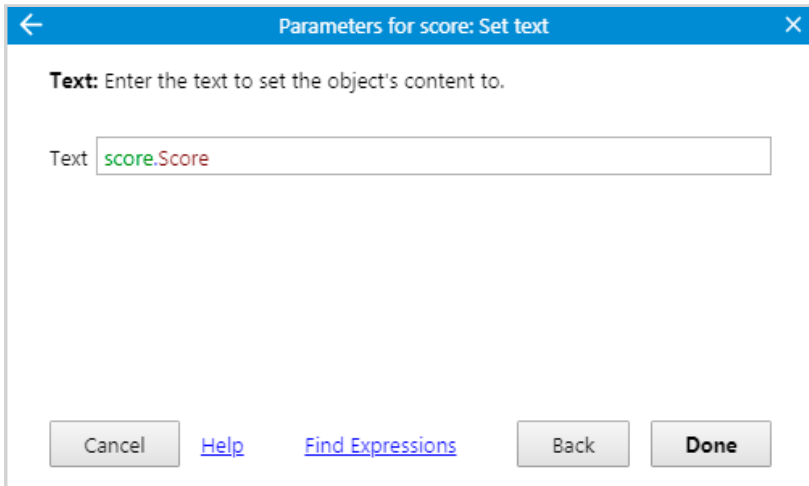 Parameters for score: Set text
Text: Enter the text to set the object's content to.
Text score.Score
Cancel Help Find Expressions Back Done